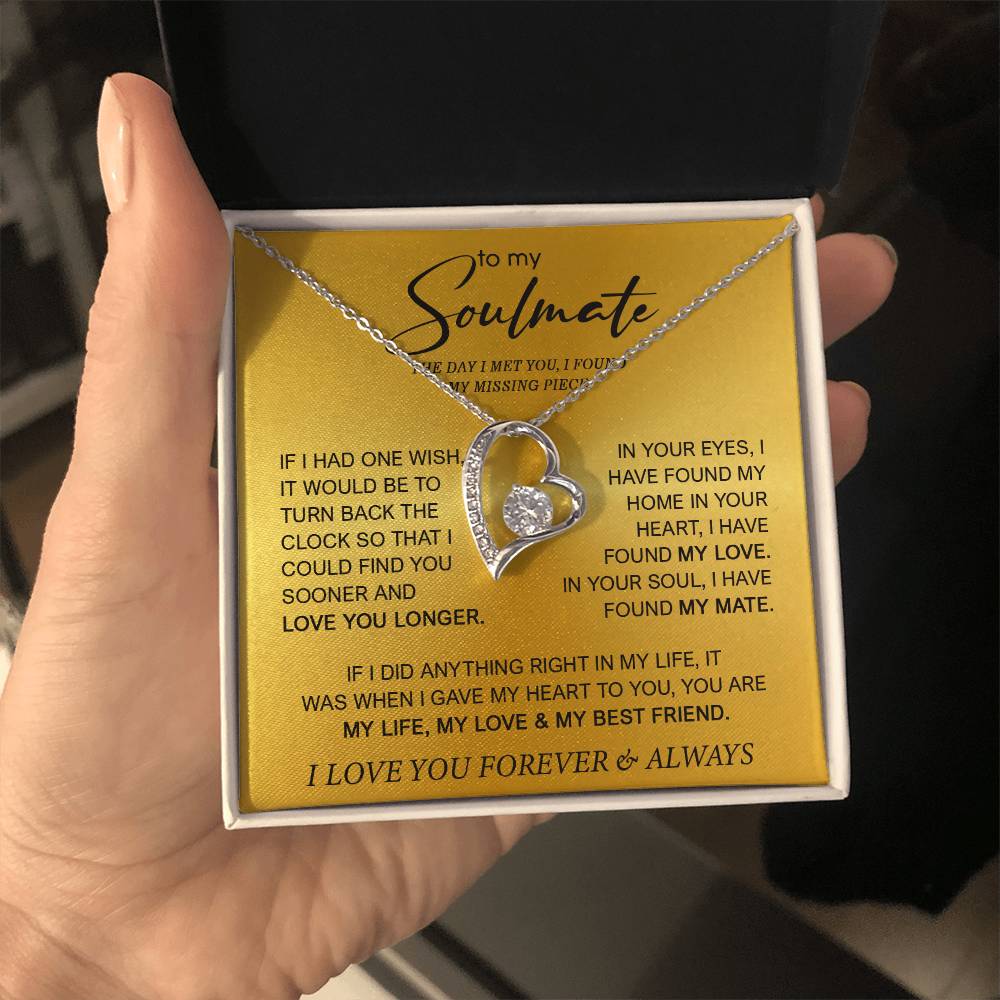 to my
Soulmate
THE DAY I MET YOU, I FOUND
MY MISSING PIECE
IF I HAD ONE WISH,
IT WOULD BE TO
TURN BACK THE
CLOCK SO THAT I
COULD FIND YOU
SOONER AND
LOVE YOU LONGER.
IN YOUR EYES, I
HAVE FOUND MY
HOME IN YOUR
HEART, I HAVE
FOUND MY LOVE.
IN YOUR SOUL, I HAVE
FOUND MY MATE.
IF I DID ANYTHING RIGHT IN MY LIFE, IT
WAS WHEN I GAVE MY HEART TO YOU, YOU ARE
MY LIFE, MY LOVE & MY BEST FRIEND.
I LOVE YOU FOREVER & ALWAYS